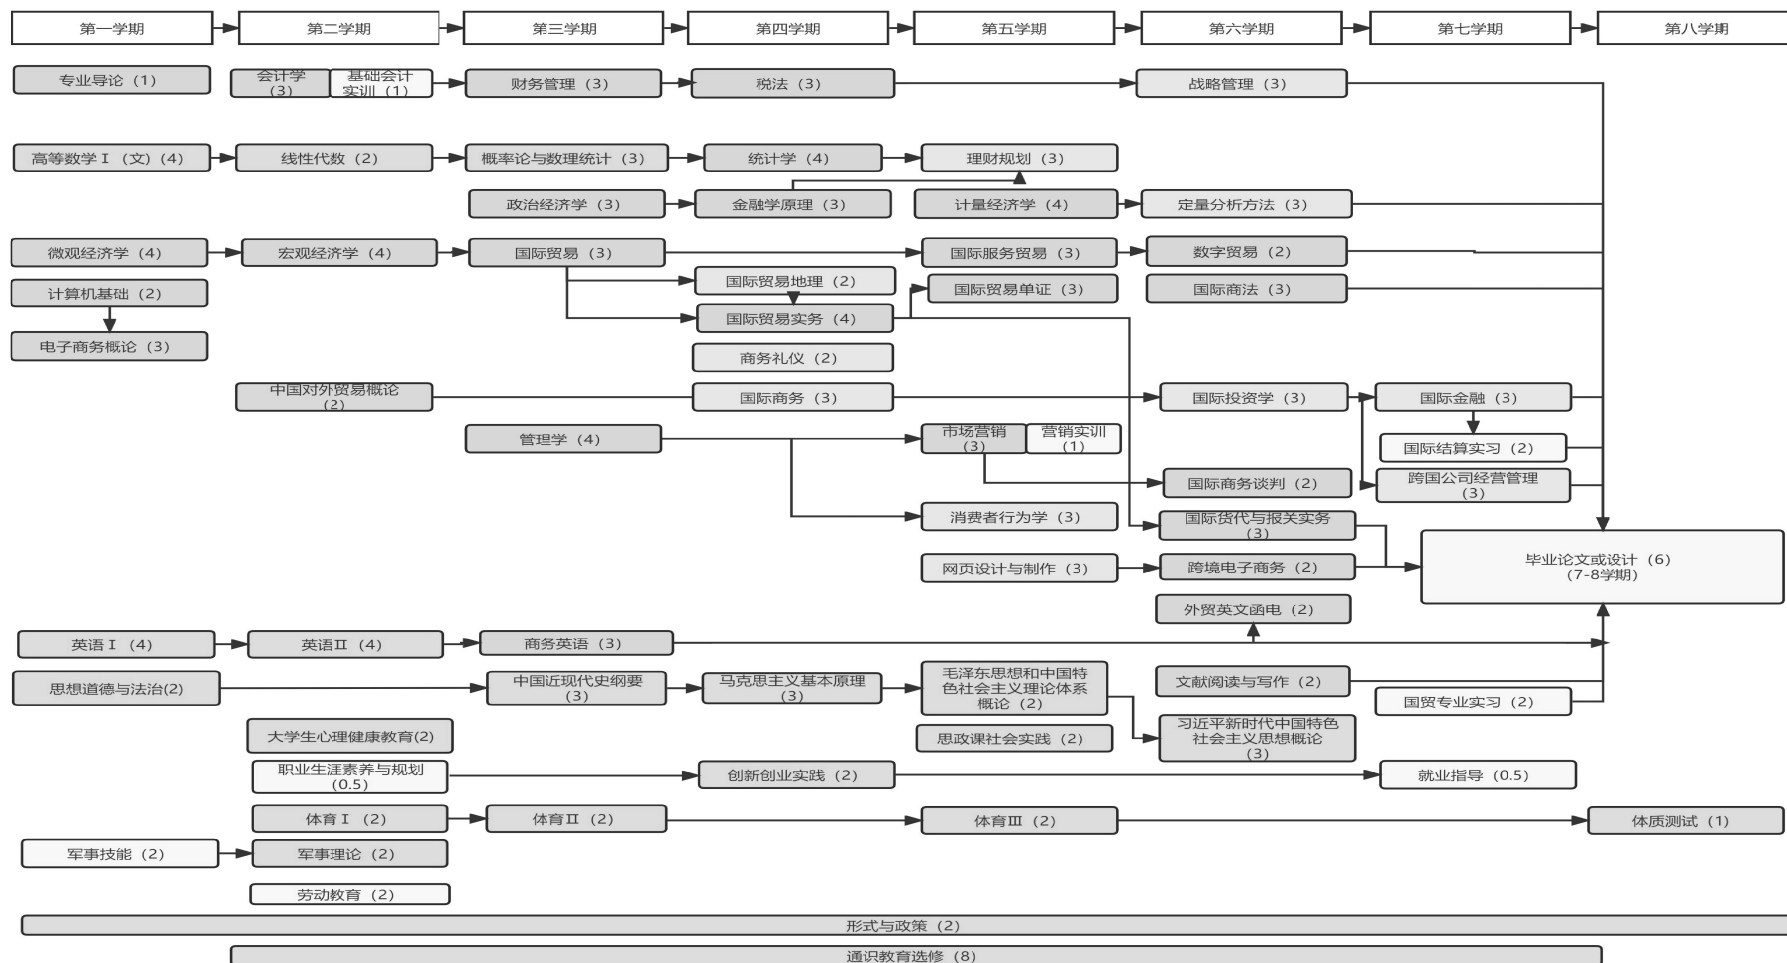 第一学期
第二学期
第三学期
第四学期
第五学期
第六学期
第七学期
第八学期
专业导论（1）
会计学
（3）
基础会计
实训（1）
财务管理（3）
税法（3）
战略管理（3）
高等数学Ⅰ（文）（4）
线性代数（2）
概率论与数理统计（3）
统计学（4）
理财规划（3）
政治经济学（3）
金融学原理（3）
计量经济学（4）
定量分析方法（3）
微观经济学（4）
宏观经济学（4）
国际贸易（3）
国际服务贸易（3）
数字贸易（2）
计算机基础（2）
国际贸易地理（2）
国际贸易单证（3）
国际商法（3）
国际贸易实务（4）
电子商务概论（3）
商务礼仪（2）
中国对外贸易概论
（2）
国际商务（3）
国际投资学（3）
国际金融（3）
管理学（4）
市场营销
（3）
营销实训
（1）
国际结算实习（2）
国际商务谈判（2）
跨国公司经营管理
（3）
消费者行为学（3）
国际货代与报关实务
（3）
网页设计与制作（3）
跨境电子商务（2）
毕业论文或设计（6）
(7-8学期)
外贸英文函电（2）
英语Ⅰ（4）
英语Ⅱ（4）
商务英语（3）
思想道德与法治(2)
中国近现代史纲要
（3）
马克思主义基本原理
（3）
毛泽东思想和中国特
色社会主义理论体系
概论（2）
文献阅读与写作（2）
国贸专业实习（2）
大学生心理健康教育(2)
思政课社会实践（2）
习近平新时代中国特色
社会主义思想概论
（3）
职业生涯素养与规划
（0.5）
创新创业实践（2）
就业指导（0.5）
体育Ⅰ（2）
体育Ⅱ（2）
体育Ⅲ（2）
体质测试（1）
军事技能（2）
军事理论（2）
劳动教育（2）
形式与政策（2）
通识教育选修（8）